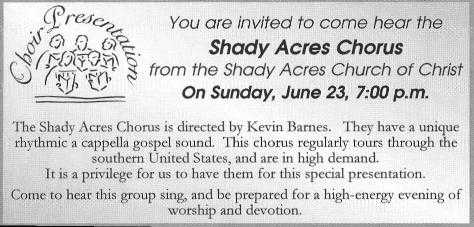 Choir Presentation
You are invited to come hear the
Shady Acres Chorus
from the Shady Acres Church of Christ
On Sunday, June 23, 7:00 p.m.
The Shady Acres Chorus is directed by Kevin Barnes. They have a unique
rhythmic a cappella gospel sound. This chorus regularly tours through the
southern United States, and are in high demand.
It is a privilege for us to have them for this special presentation.
Come to hear this group sing, and be prepared for a high-energy evening of
worship and devotion.